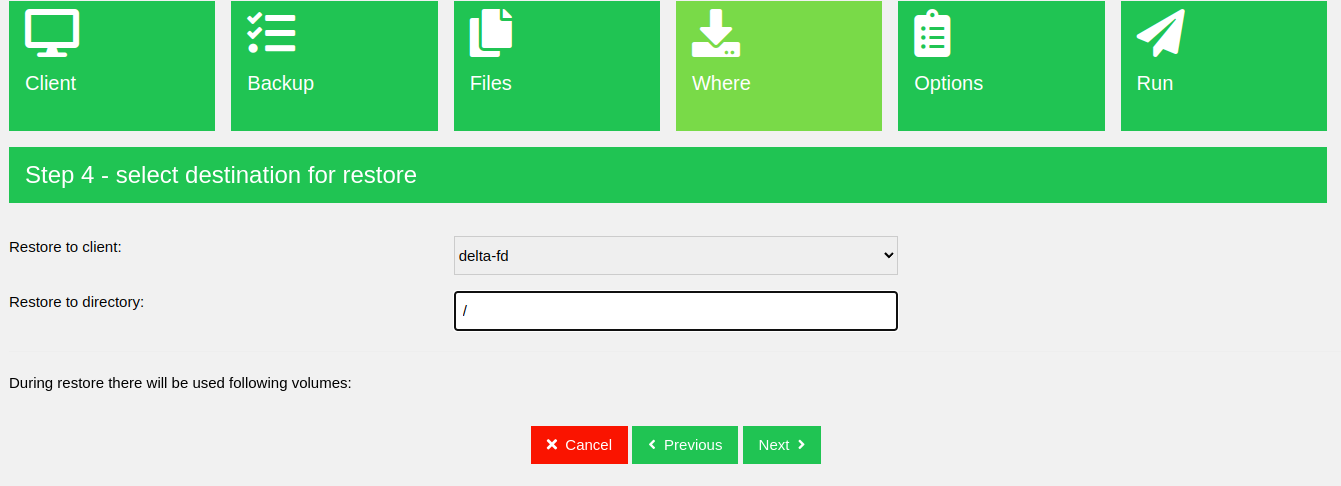 Client
Backup
Files
Where
Options
Run
Step 4 - select destination for restore
Restore to client:
delta-fd
Restore to directory:
/
During restore there will be used following volumes:
Cancel
Previous
Next